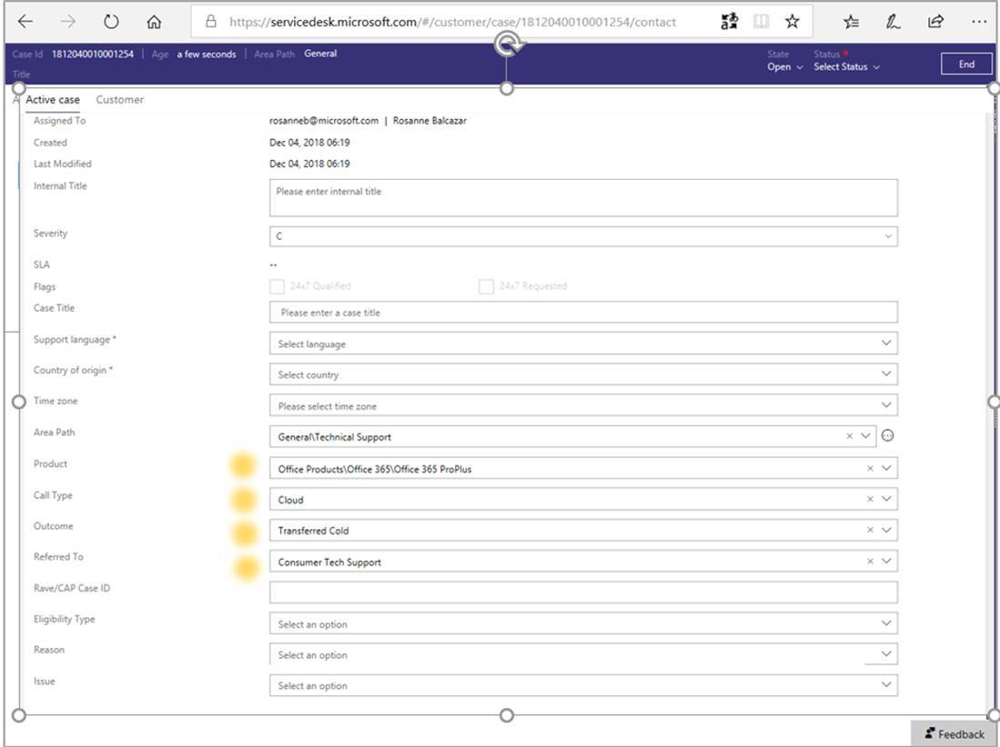 https://servicedesk.microsoft.com/#/customer/case/1812040010001254/contact
Case Id 1812040010001254 | Age a few seconds | Area Path General
State Status *
Open Select Status
End
Title
Active case Customer
Assigned To rosanneb@microsoft.com | Rosanne Balcazar
Created Dec 04, 2018 06:19
Last Modified Dec 04, 2018 06:19
Internal Title Please enter internal title
Severity C
SLA --
Flags 24x7 Qualified 24x7 Requested
Case Title Please enter a case title
Support language * Select language
Country of origin * Select country
Time zone Please select time zone
Area Path General\Technical Support
Product Office Products\Office 365\Office 365 ProPlus
Call Type Cloud
Outcome Transferred Cold
Referred To Consumer Tech Support
Rave/CAP Case ID
Eligibility Type Select an option
Reason Select an option
Issue Select an option
Feedback